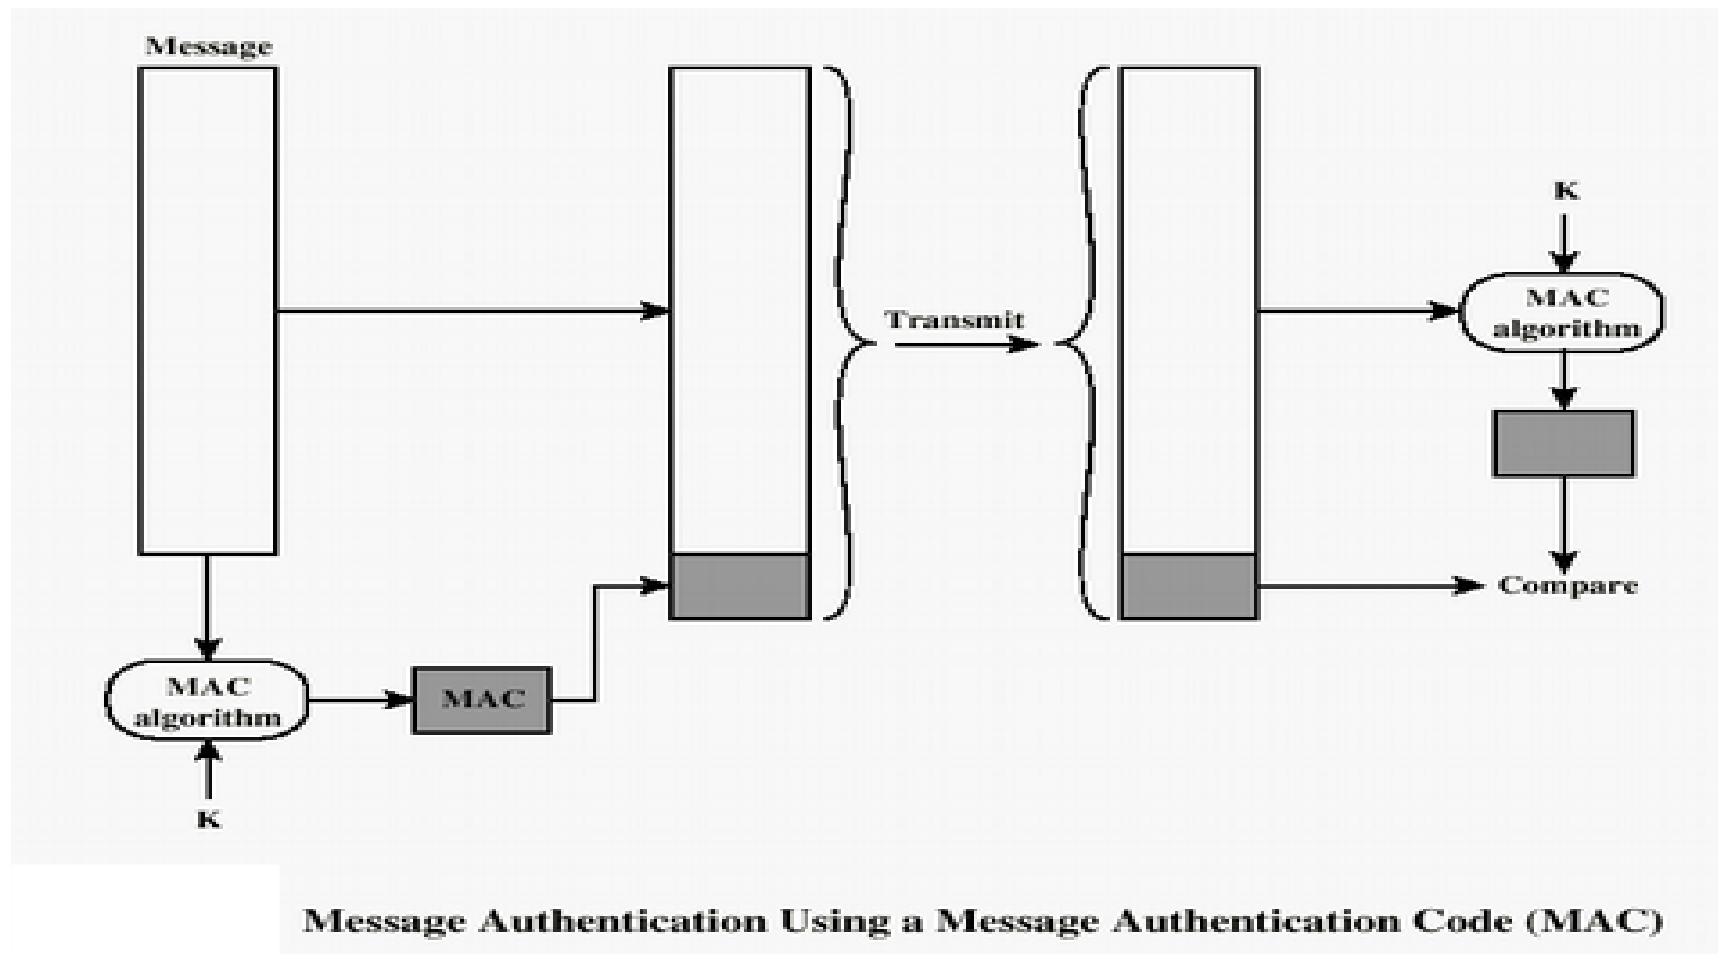 Message
K
Transmit
MAC
algorithm
Compare
MAC
algorithm
MAC
K
Message Authentication Using a Message Authentication Code (MAC)